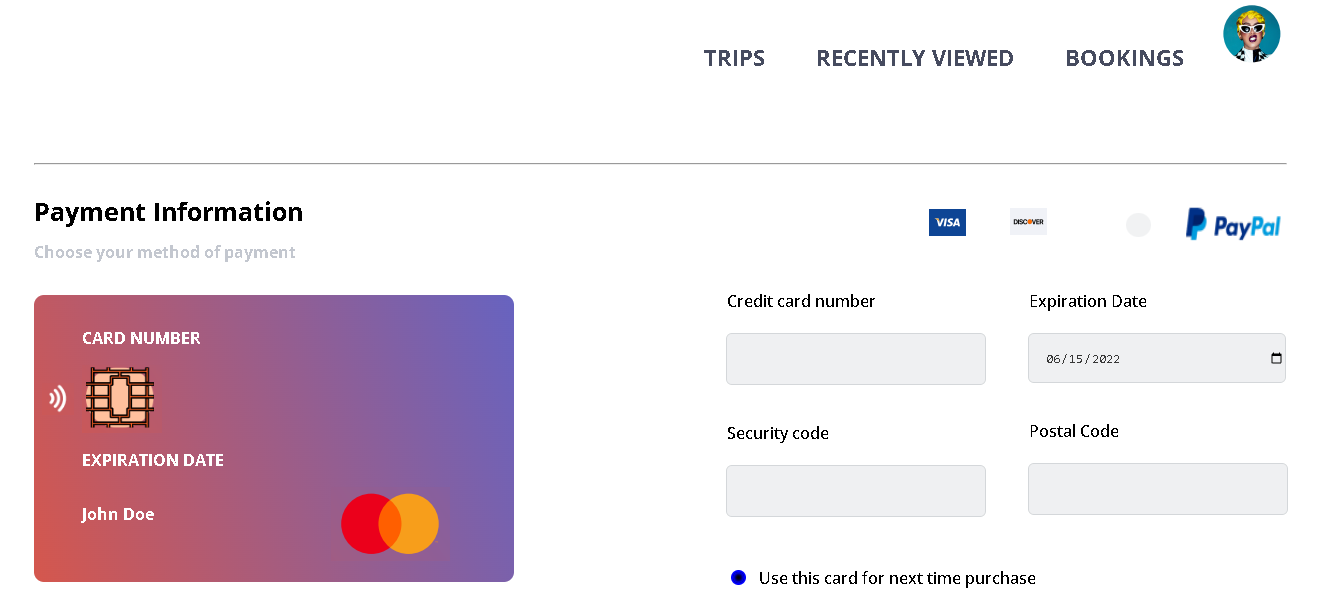 TRIPS RECENTLY VIEWED BOOKINGS
Payment Information
VISA DISCOVER PayPal
Choose your method of payment
CARD NUMBER
EXPIRATION DATE
John Doe
Credit card number Expiration Date
06/15/2022
Security code Postal Code
Use this card for next time purchase